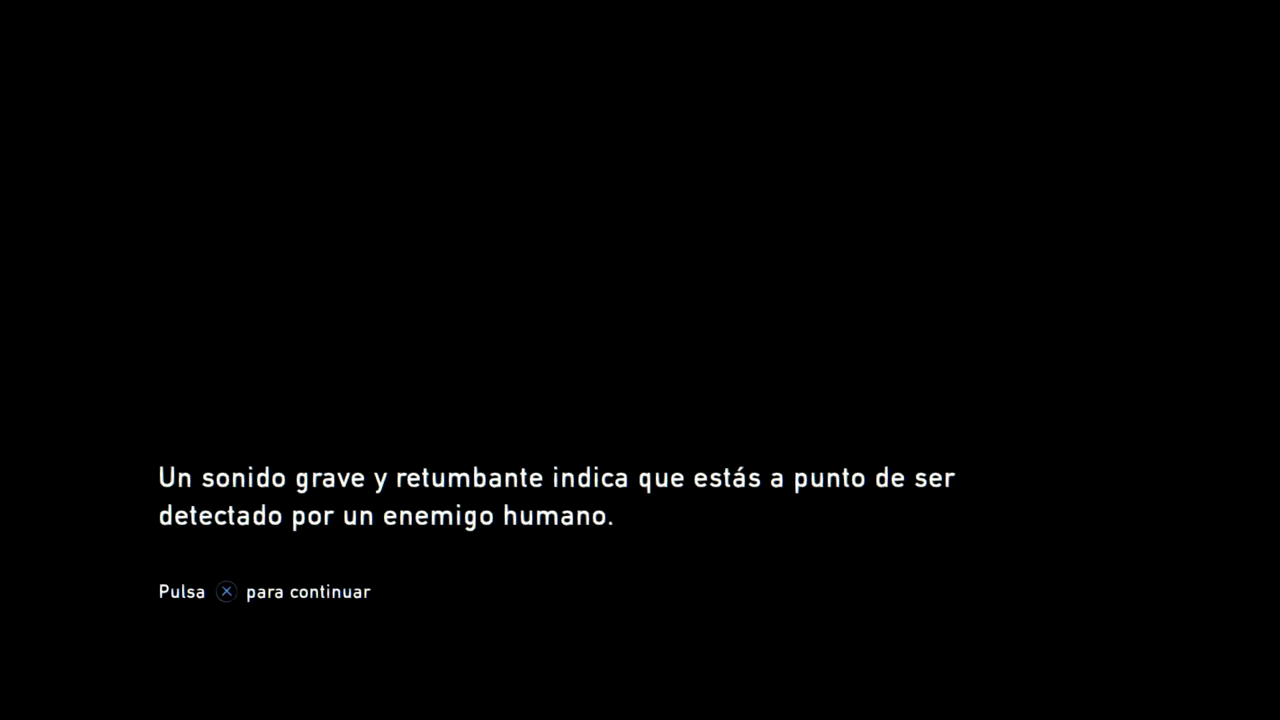 Un sonido grave y retumbante indica que estás a punto de ser
detectado por un enemigo humano.
Pulsa ⓧ para continuar